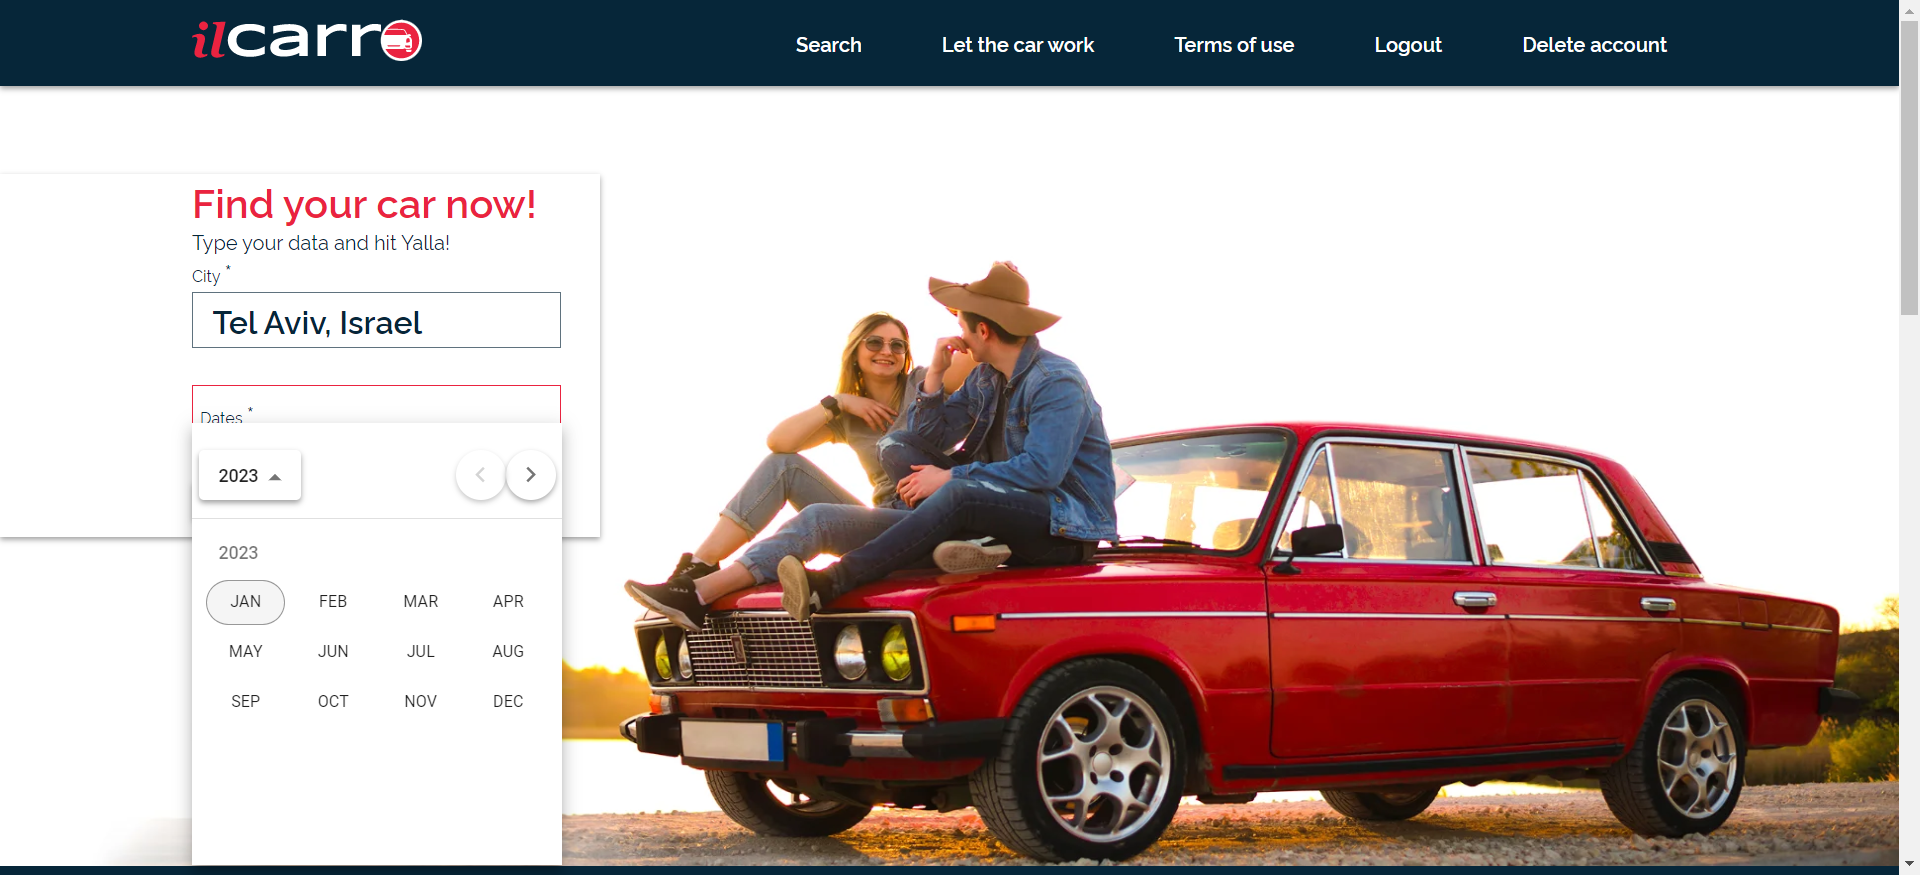 ilcarro
Search
Let the car work
Terms of use
Logout
Delete account
Find your car now!
Type your data and hit Yalla!
City *
Tel Aviv, Israel
Dates *
2023
2023
JAN FEB MAR APR
MAY JUN JUL AUG
SEP OCT NOV DEC